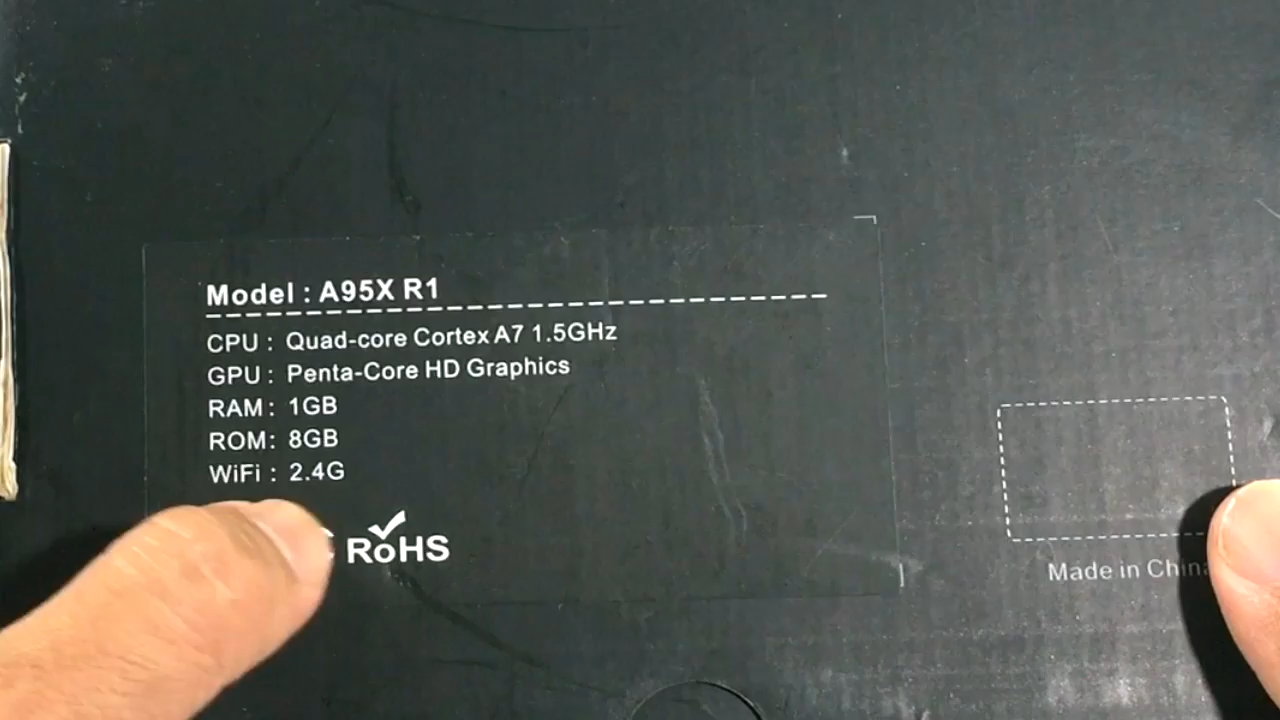 Model : A95X R1
CPU : Quad-core Cortex A7 1.5GHz
GPU : Penta-Core HD Graphics
RAM : 1GB
ROM: 8GB
WiFi : 2.4G
RoHS
Made in China